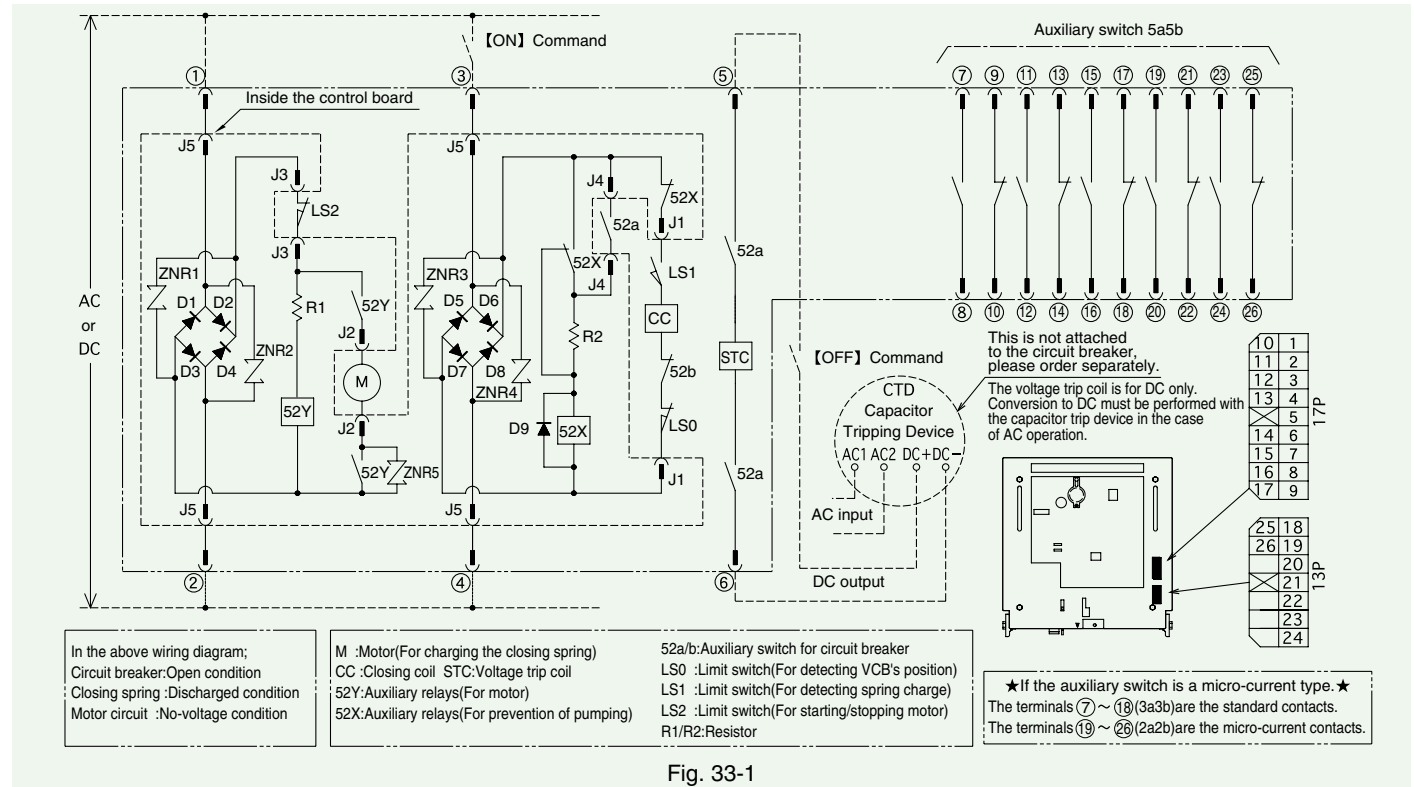 【ON】Command
Auxiliary switch 5a5b
① ③ ⑤ ⑦ ⑨ ⑪ ⑬ ⑮ ⑰ ⑲ ㉑ ㉓ ㉕
Inside the control board
J5 J5
J3 J4 52X
LS2 52a J1
J3 52X
ZNR1 ZNR3 J4 LS1
52a
AC
or
DC
D1 D2 R1 52Y D5 D6 CC
J2 R2
D3 D4 ZNR2 D7 D8 ZNR4
M 52b
STC
52Y J2 D9 52X LS0
52Y ZNR5 J1 52a
J5 J5
② ④ ⑥
⑧ ⑩ ⑫ ⑭ ⑯ ⑱ ⑳ ㉒ ㉔ ㉖
【OFF】Command
This is not attached
to the circuit breaker,
please order separately.
The voltage trip coil is for DC only.
Conversion to DC must be performed with
the capacitor trip device in the case
of AC operation.
CTD
Capacitor
Tripping Device
AC1 AC2 DC+ DC−
AC input
DC output
10 1
11 2
12 3
13 4
5
14 6
15 7
16 8
17 9
17P
25 18
26 19
20
21
22
23
24
13P
In the above wiring diagram;
Circuit breaker:Open condition
Closing spring :Discharged condition
Motor circuit :No-voltage condition
M :Motor(For charging the closing spring)
CC :Closing coil STC:Voltage trip coil
52Y:Auxiliary relays(For motor)
52X:Auxiliary relays(For prevention of pumping)
52a/b:Auxiliary switch for circuit breaker
LS0 :Limit switch(For detecting VCB's position)
LS1 :Limit switch(For detecting spring charge)
LS2 :Limit switch(For starting/stopping motor)
R1/R2:Resistor
★If the auxiliary switch is a micro-current type.★
The terminals ⑦～⑱(3a3b)are the standard contacts.
The terminals⑲～㉖(2a2b)are the micro-current contacts.
Fig. 33-1